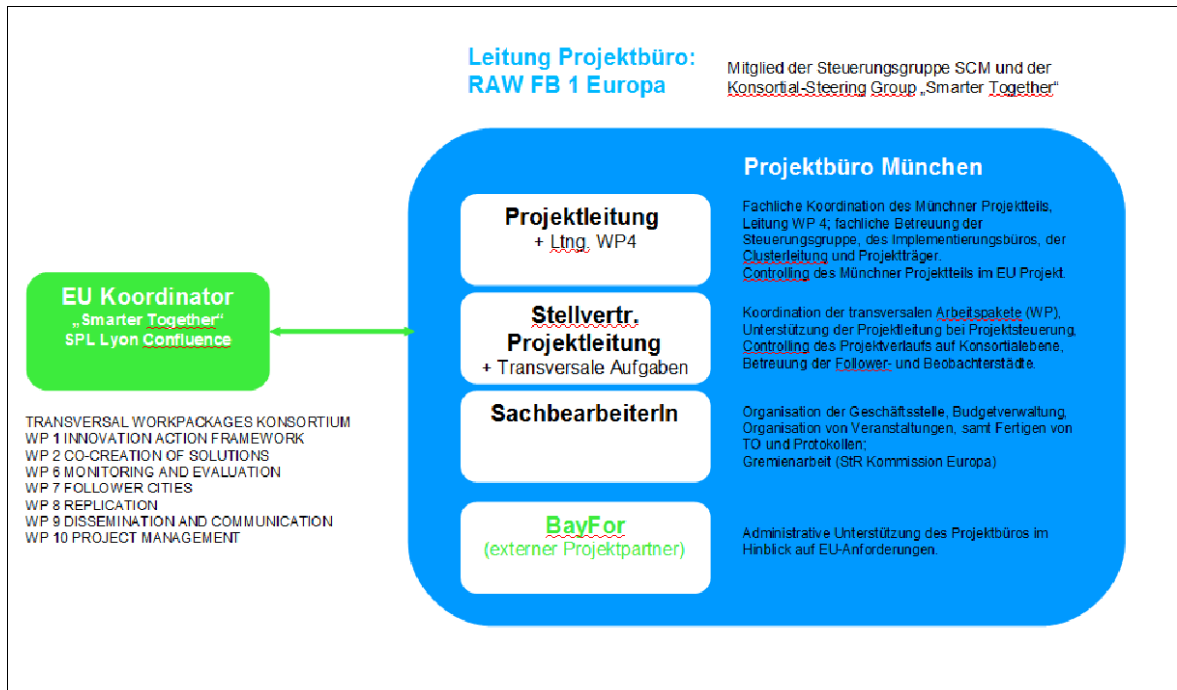 Leitung Projektbüro:
RAW FB 1 Europa
Mitglied der Steuerungsgruppe SCM und der
Konsortial-Steering Group „Smarter Together“
Projektbüro München
Projektleitung
+ Ltng. WP4
Fachliche Koordination des Münchner Projektteils,
Leitung WP 4; fachliche Betreuung der
Steuerungsgruppe, des Implementierungsbüros, der
Clusterleitung und Projektträger.
Controlling des Münchner Projektteils im EU Projekt.
EU Koordinator
„Smarter Together“
SPL Lyon Confluence
Stellvertr.
Projektleitung
+ Transversale Aufgaben
Koordination der transversalen Arbeitspakete (WP),
Unterstützung der Projektleitung bei Projektsteuerung,
Controlling des Projektverlaufs auf Konsortialebene,
Betreuung der Follower- und Beobachterstädte.
SachbearbeiterIn
Organisation der Geschäftsstelle, Budgetverwaltung,
Organisation von Veranstaltungen, samt Fertigen von
TO und Protokollen;
Gremienarbeit (StR Kommission Europa)
TRANSVERSAL WORKPACKAGES KONSORTIUM
WP 1 INNOVATION ACTION FRAMEWORK
WP 2 CO-CREATION OF SOLUTIONS
WP 6 MONITORING AND EVALUATION
WP 7 FOLLOWER CITIES
WP 8 REPLICATION
WP 9 DISSEMINATION AND COMMUNICATION
WP 10 PROJECT MANAGEMENT
BayFor
(externer Projektpartner)
Administrative Unterstützung des Projektbüros im
Hinblick auf EU-Anforderungen.